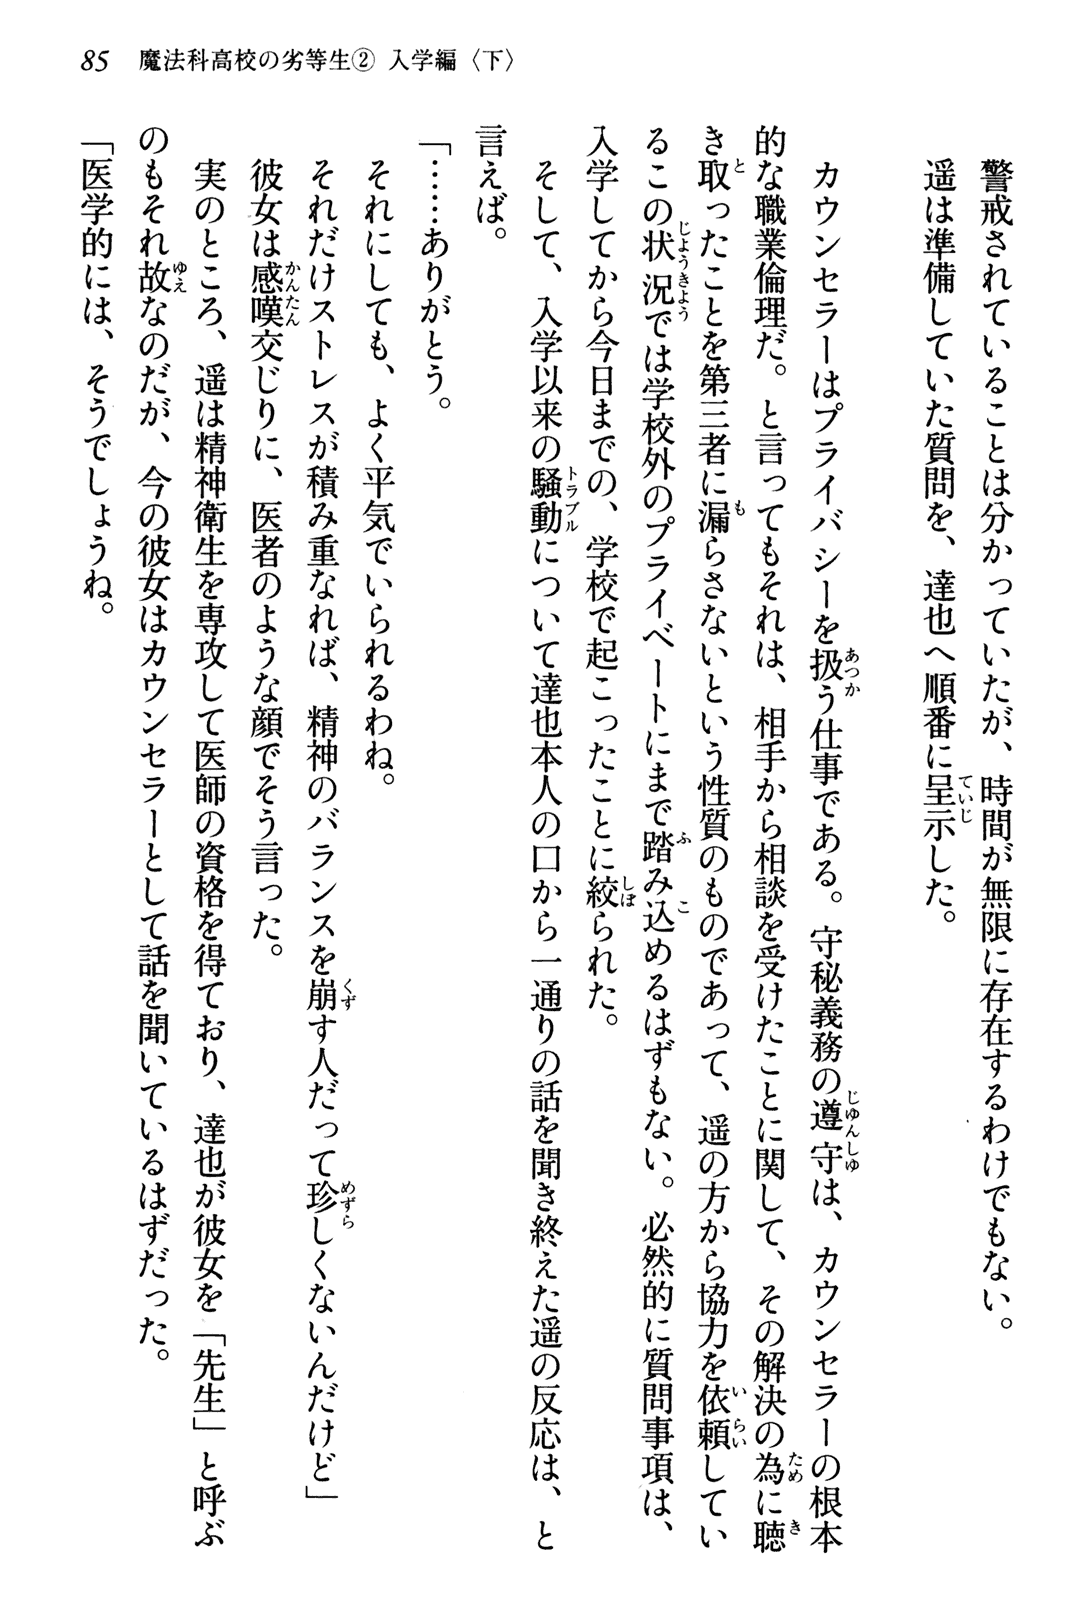 85　魔法科高校の劣等生② 入学編〈下〉
　警戒されていることは分かっていたが、時間が無限に存在するわけでもない。
　遥は準備していた質問を、達也へ順番に呈示した。
　カウンセラーはプライバシーを扱う仕事である。守秘義務の遵守は、カウンセラーの根本
的な職業倫理だ。と言ってもそれは、相手から相談を受けたことに関して、その解決の為に聴
き取ったことを第三者に漏らさないという性質のものであって、遥の方から協力を依頼してい
るこの状況では学校外のプライベートにまで踏み込めるはずもない。必然的に質問事項は、
入学してから今日までの、学校で起こったことに絞られた。
　そして、入学以来の騒動について達也本人の口から一通りの話を聞き終えた遥の反応は、と
言えば。
「……ありがとう。
　それにしても、よく平気でいられるわね。
　それだけストレスが積み重なれば、精神のバランスを崩す人だって珍しくないんだけど」
　彼女は感嘆交じりに、医者のような顔でそう言った。
　実のところ、遥は精神衛生を専攻して医師の資格を得ており、達也が彼女を「先生」と呼ぶ
のもそれ故なのだが、今の彼女はカウンセラーとして話を聞いているはずだった。
「医学的には、そうでしょうね。